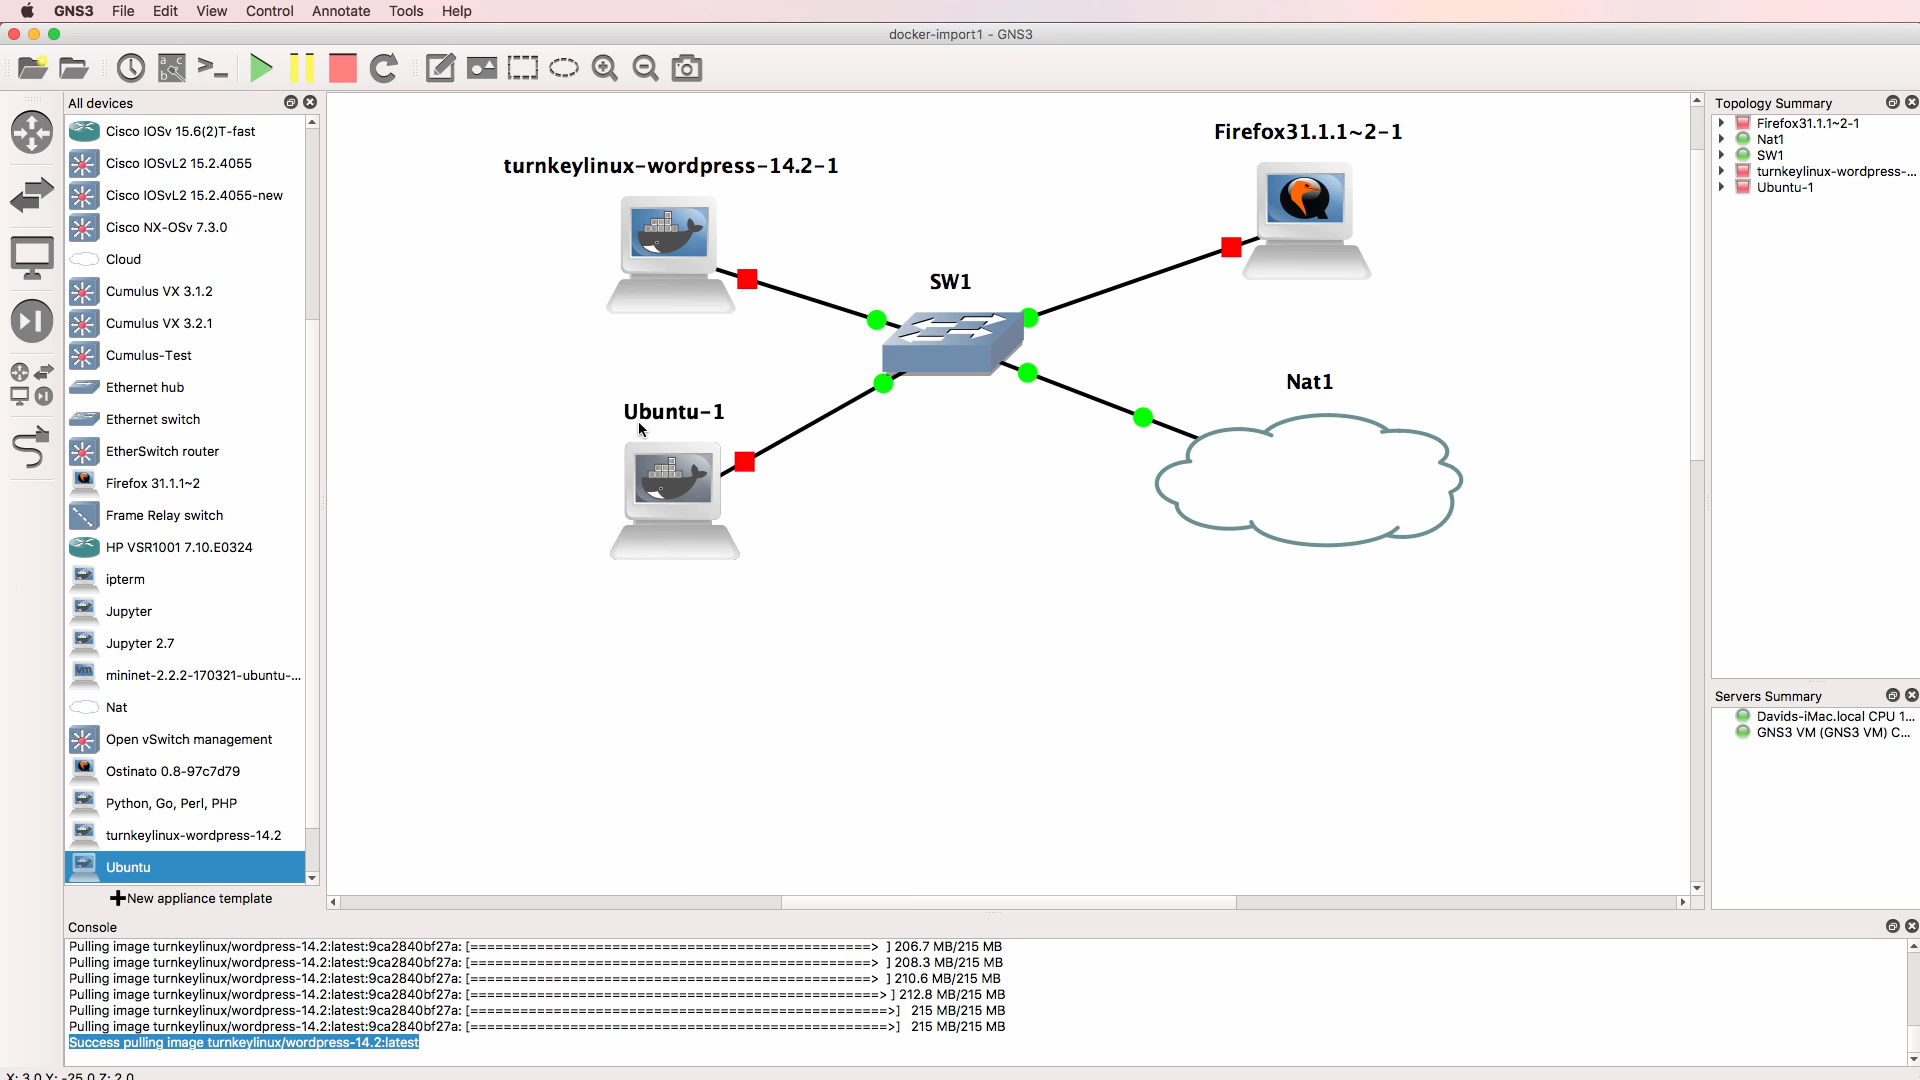 GNS3 File Edit View Control Annotate Tools Help
docker-import1 - GNS3
All devices
Cisco IOSv 15.6(2)T-fast
Cisco IOSvL2 15.2.4055
Cisco IOSvL2 15.2.4055-new
Cisco NX-OSv 7.3.0
Cloud
Cumulus VX 3.1.2
Cumulus VX 3.2.1
Cumulus-Test
Ethernet hub
Ethernet switch
EtherSwitch router
Firefox 31.1.1~2
Frame Relay switch
HP VSR1001 7.10.E0324
ipterm
Jupyter
Jupyter 2.7
vm mininet-2.2.2-170321-ubuntu-...
Nat
Open vSwitch management
Ostinato 0.8-97c7d79
Python, Go, Perl, PHP
turnkeylinux-wordpress-14.2
Ubuntu
New appliance template
turnkeylinux-wordpress-14.2-1
Firefox31.1.1~2-1
SW1
Ubuntu-1
Nat1
Topology Summary
Firefox31.1.1~2-1
Nat1
SW1
turnkeylinux-wordpress-...
Ubuntu-1
Servers Summary
Davids-iMac.local CPU 1...
GNS3 VM (GNS3 VM) C...
Console
Pulling image turnkeylinux/wordpress-14.2:latest:9ca2840bf27a: [=================================================> ] 206.7 MB/215 MB
Pulling image turnkeylinux/wordpress-14.2:latest:9ca2840bf27a: [=================================================> ] 208.3 MB/215 MB
Pulling image turnkeylinux/wordpress-14.2:latest:9ca2840bf27a: [=================================================> ] 210.6 MB/215 MB
Pulling image turnkeylinux/wordpress-14.2:latest:9ca2840bf27a: [==================================================> ] 212.8 MB/215 MB
Pulling image turnkeylinux/wordpress-14.2:latest:9ca2840bf27a: [===================================================>] 215 MB/215 MB
Pulling image turnkeylinux/wordpress-14.2:latest:9ca2840bf27a: [===================================================>] 215 MB/215 MB
Success pulling image turnkeylinux/wordpress-14.2:latest
X: 3.0 Y: -25.0 Z: 2.0